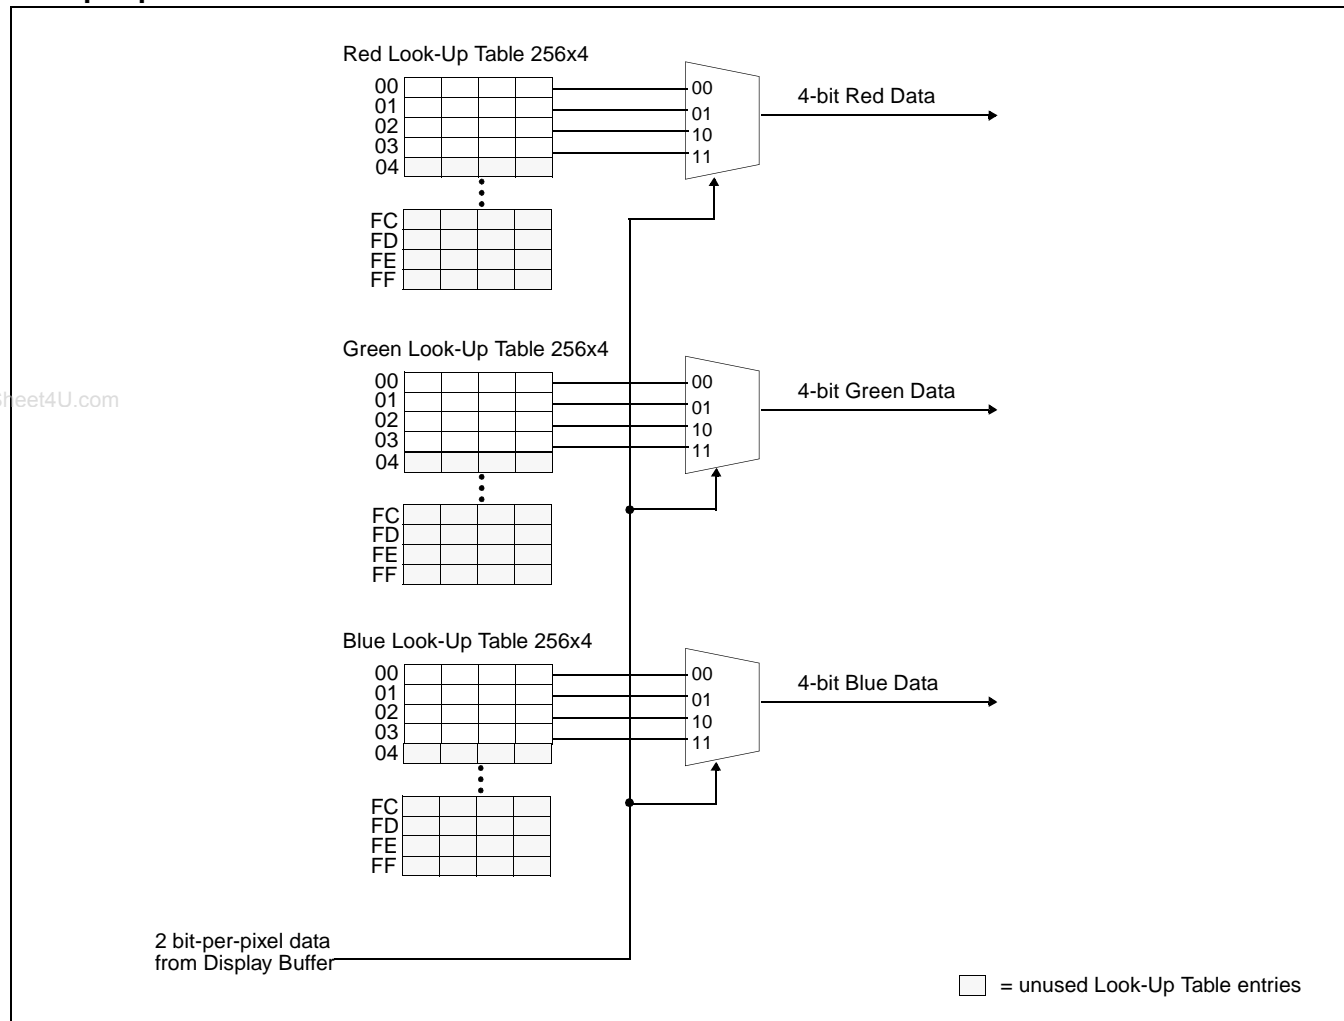 Red Look-Up Table 256x4
00
01
02
03
04
FC
FD
FE
FF
00
01
10
11
4-bit Red Data
Green Look-Up Table 256x4
00
01
02
03
04
FC
FD
FE
FF
00
01
10
11
4-bit Green Data
heet4U.com
Blue Look-Up Table 256x4
00
01
02
03
04
FC
FD
FE
FF
00
01
10
11
4-bit Blue Data
2 bit-per-pixel data
from Display Buffer
= unused Look-Up Table entries